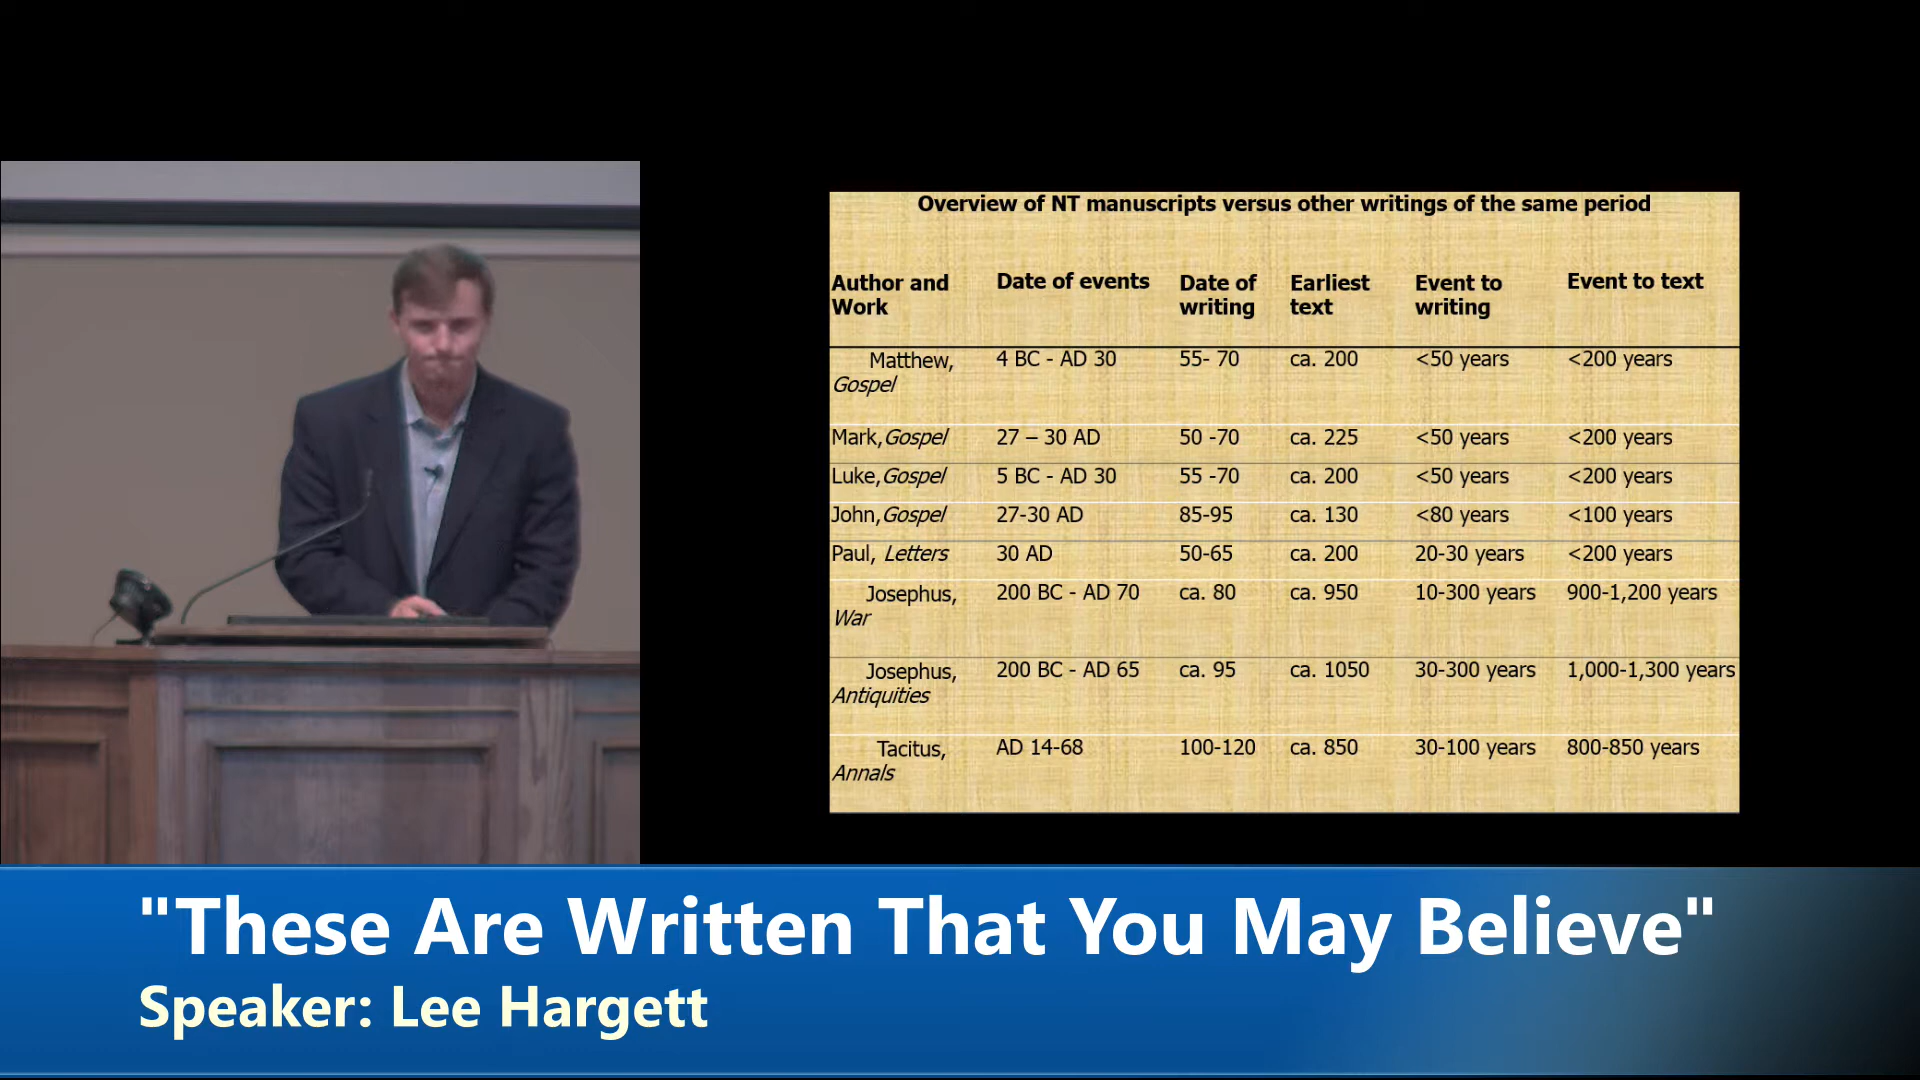 Overview of NT manuscripts versus other writings of the same period
Author and Work Date of events Date of writing Earliest text Event to writing Event to text
Matthew, Gospel 4 BC - AD 30 55- 70 ca. 200 <50 years <200 years
Mark, Gospel 27 – 30 AD 50 -70 ca. 225 <50 years <200 years
Luke, Gospel 5 BC - AD 30 55 -70 ca. 200 <50 years <200 years
John, Gospel 27-30 AD 85-95 ca. 130 <80 years <100 years
Paul, Letters 30 AD 50-65 ca. 200 20-30 years <200 years
Josephus, War 200 BC - AD 70 ca. 80 ca. 950 10-300 years 900-1,200 years
Josephus, Antiquities 200 BC - AD 65 ca. 95 ca. 1050 30-300 years 1,000-1,300 years
Tacitus, Annals AD 14-68 100-120 ca. 850 30-100 years 800-850 years
"These Are Written That You May Believe"
Speaker: Lee Hargett